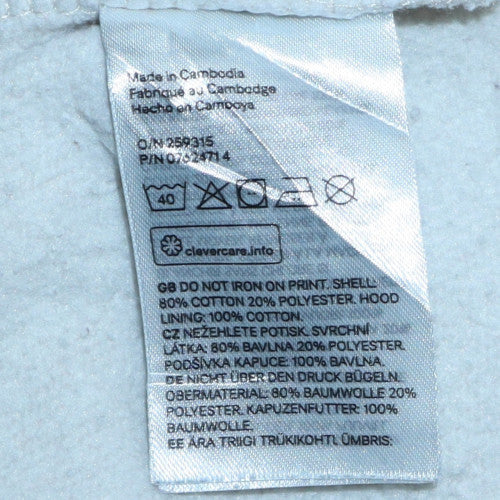 Made in Cambodia
Fabriqué au Cambodge
Hecho en Camboya
O/N 259315
P/N 07624714
40
clevercare.info
GB DO NOT IRON ON PRINT. SHELL:
80% COTTON 20% POLYESTER. HOOD
LINING: 100% COTTON.
CZ NEŽEHLETE POTISK. SVRCHNÍ
LÁTKA: 80% BAVLNA 20% POLYESTER.
PODŠÍVKA KAPUCE: 100% BAVLNA.
DE NICHT ÜBER DEN DRUCK BÜGELN.
OBERMATERIAL: 80% BAUMWOLLE 20%
POLYESTER. KAPUZENFUTTER: 100%
BAUMWOLLE
EE ÄRA TRIIGI TRÜKIKOHTI. ÜMBRIS: